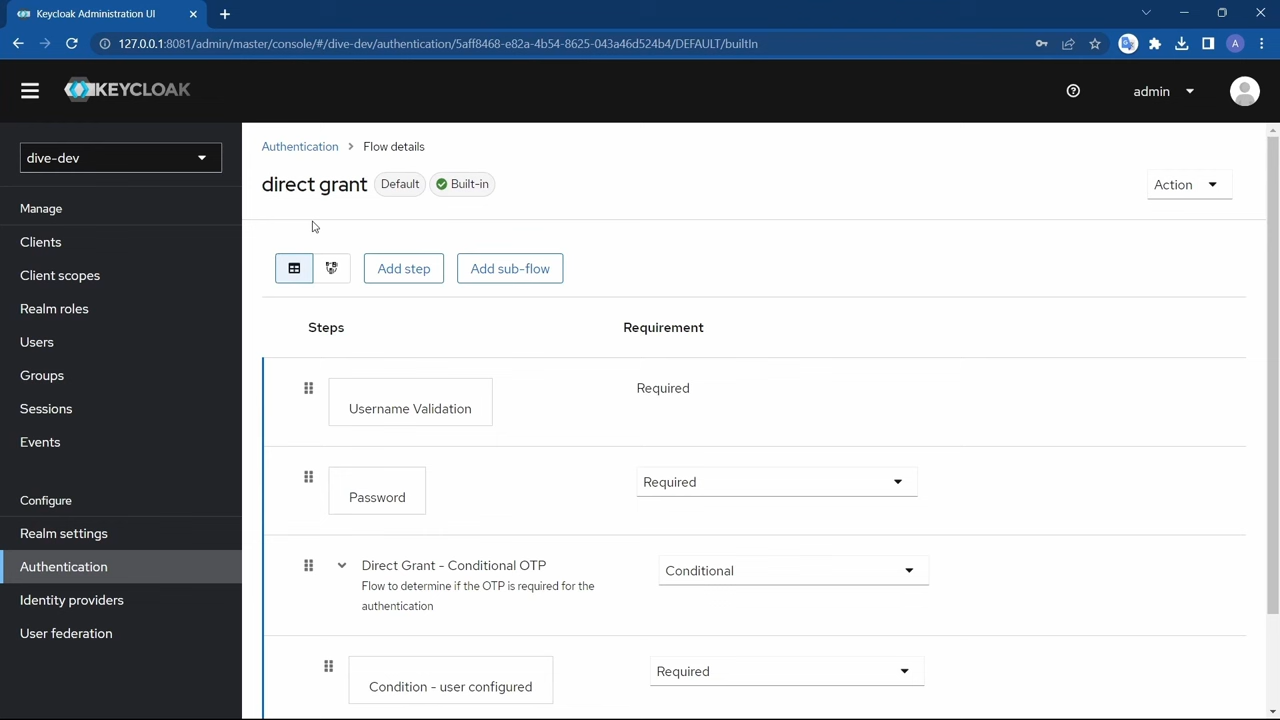 Keycloak Administration UI
127.0.0.1:8081/admin/master/console/#/dive-dev/authentication/5aff8468-e82a-4b54-8625-043a46d524b4/DEFAULT/builtIn
A
KEYCLOAK
admin
dive-dev
Manage
Clients
Client scopes
Realm roles
Users
Groups
Sessions
Events
Configure
Realm settings
Authentication
Identity providers
User federation
Authentication > Flow details
direct grant Default Built-in
Action
Add step Add sub-flow
Steps Requirement
Username Validation Required
Password Required
Direct Grant - Conditional OTP Conditional
Flow to determine if the OTP is required for the
authentication
Condition - user configured Required